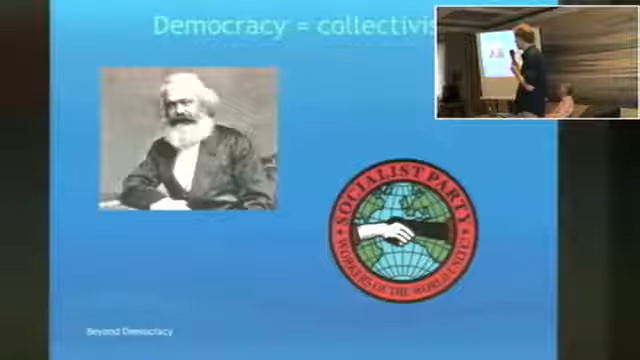 Democracy = collectivis
SOCIALIST PARTY
WORKERS OF THE WORLD UNITE!
Beyond Democracy